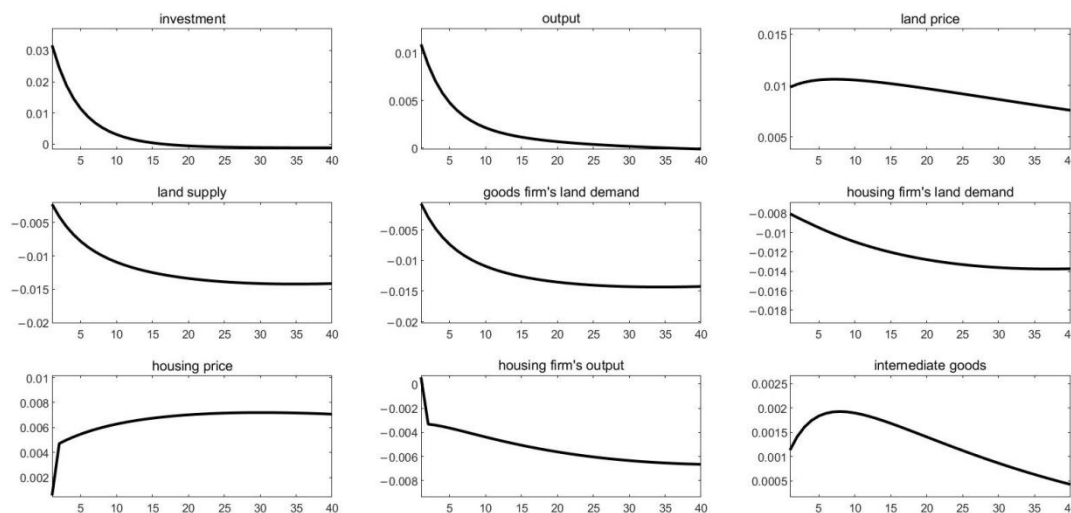 investment
output
land price
0.03
0.02
0.01
0
5 10 15 20 25 30 35 40
0.01
0.005
0
5 10 15 20 25 30 35 40
0.015
0.01
0.005
5 10 15 20 25 30 35 40
land supply
goods firm's land demand
housing firm's land demand
−0.005
−0.01
−0.015
−0.02
5 10 15 20 25 30 35 40
−0.005
−0.01
−0.015
−0.02
5 10 15 20 25 30 35 40
−0.008
−0.01
−0.012
−0.014
−0.016
−0.018
5 10 15 20 25 30 35 40
housing price
housing firm's output
intemediate goods
0.01
0.008
0.006
0.004
0.002
5 10 15 20 25 30 35 40
0
−0.002
−0.004
−0.006
−0.008
5 10 15 20 25 30 35 40
0.0025
0.002
0.0015
0.001
0.0005
5 10 15 20 25 30 35 40